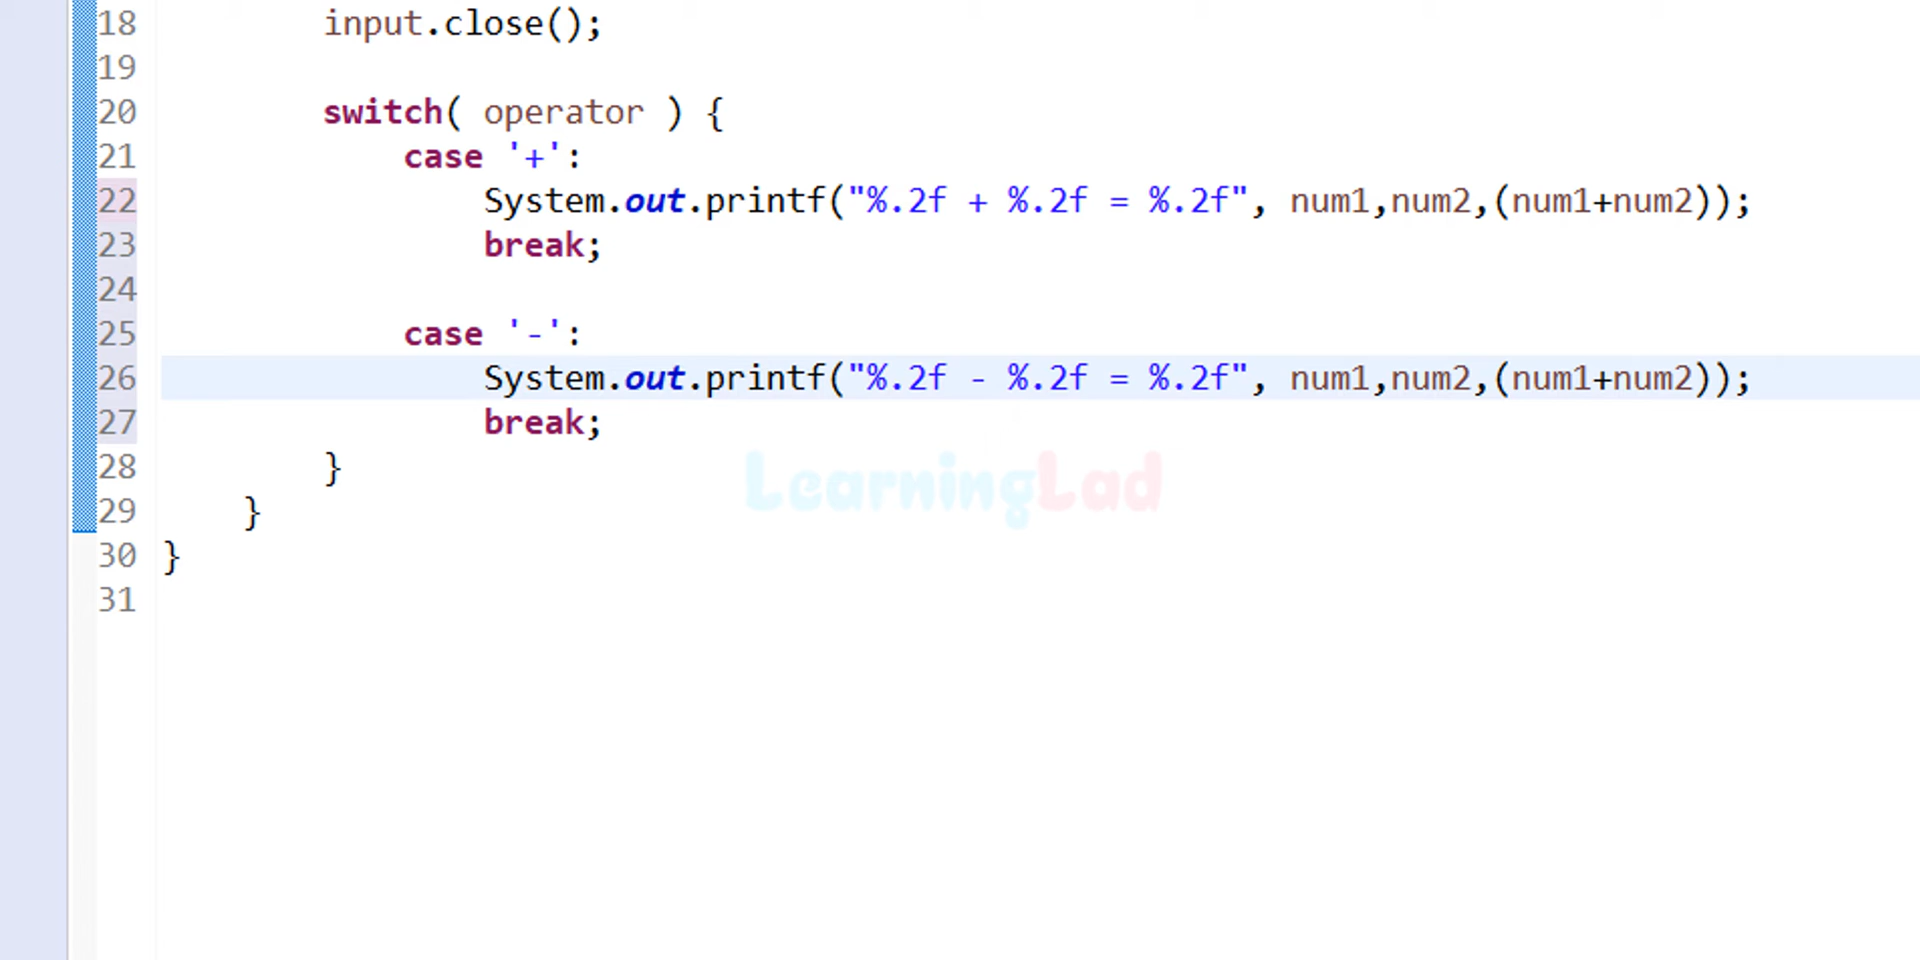 18 input.close();
19
20 switch( operator ) {
21 case '+':
22 System.out.printf("%.2f + %.2f = %.2f", num1,num2,(num1+num2));
23 break;
24
25 case '-':
26 System.out.printf("%.2f - %.2f = %.2f", num1,num2,(num1+num2));
27 break;
28 }
LearningLad
29 }
30 }
31